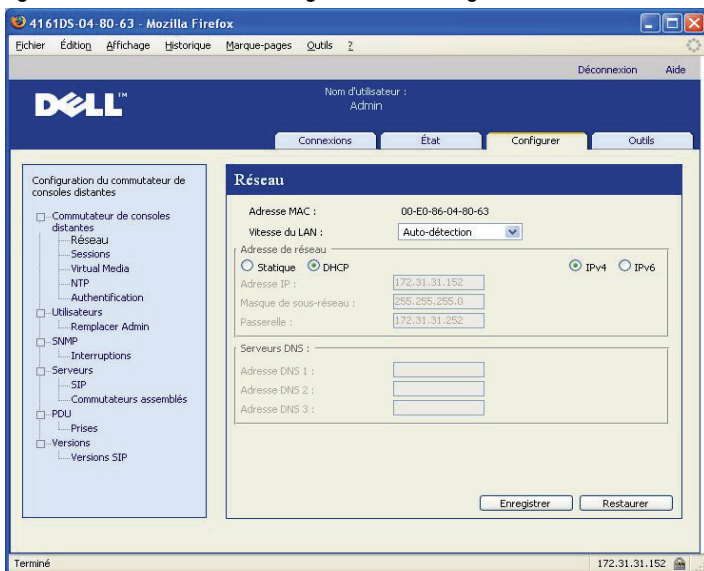 4161DS-04-80-63 - Mozilla Firefox
Fichier Édition Affichage Historique Marque-pages Outils ?
Déconnexion Aide
DELL™
Nom d'utilisateur :
Admin
Connexions État Configurer Outils
Configuration du commutateur de
consoles distantes
Commutateur de consoles
distantes
Réseau
Sessions
Virtual Media
NTP
Authentification
Utilisateurs
Remplacer Admin
SNMP
Interruptions
Serveurs
SIP
Commutateurs assemblés
PDU
Prises
Versions
Versions SIP
Réseau
Adresse MAC : 00-E0-86-04-80-63
Vitesse du LAN : Auto-détection
Adresse de réseau
Statique DHCP IPv4 IPv6
Adresse IP : 172.31.31.152
Masque de sous-réseau : 255.255.255.0
Passerelle : 172.31.31.252
Serveurs DNS :
Adresse DNS 1 :
Adresse DNS 2 :
Adresse DNS 3 :
Enregistrer Restaurer
Terminé 172.31.31.152